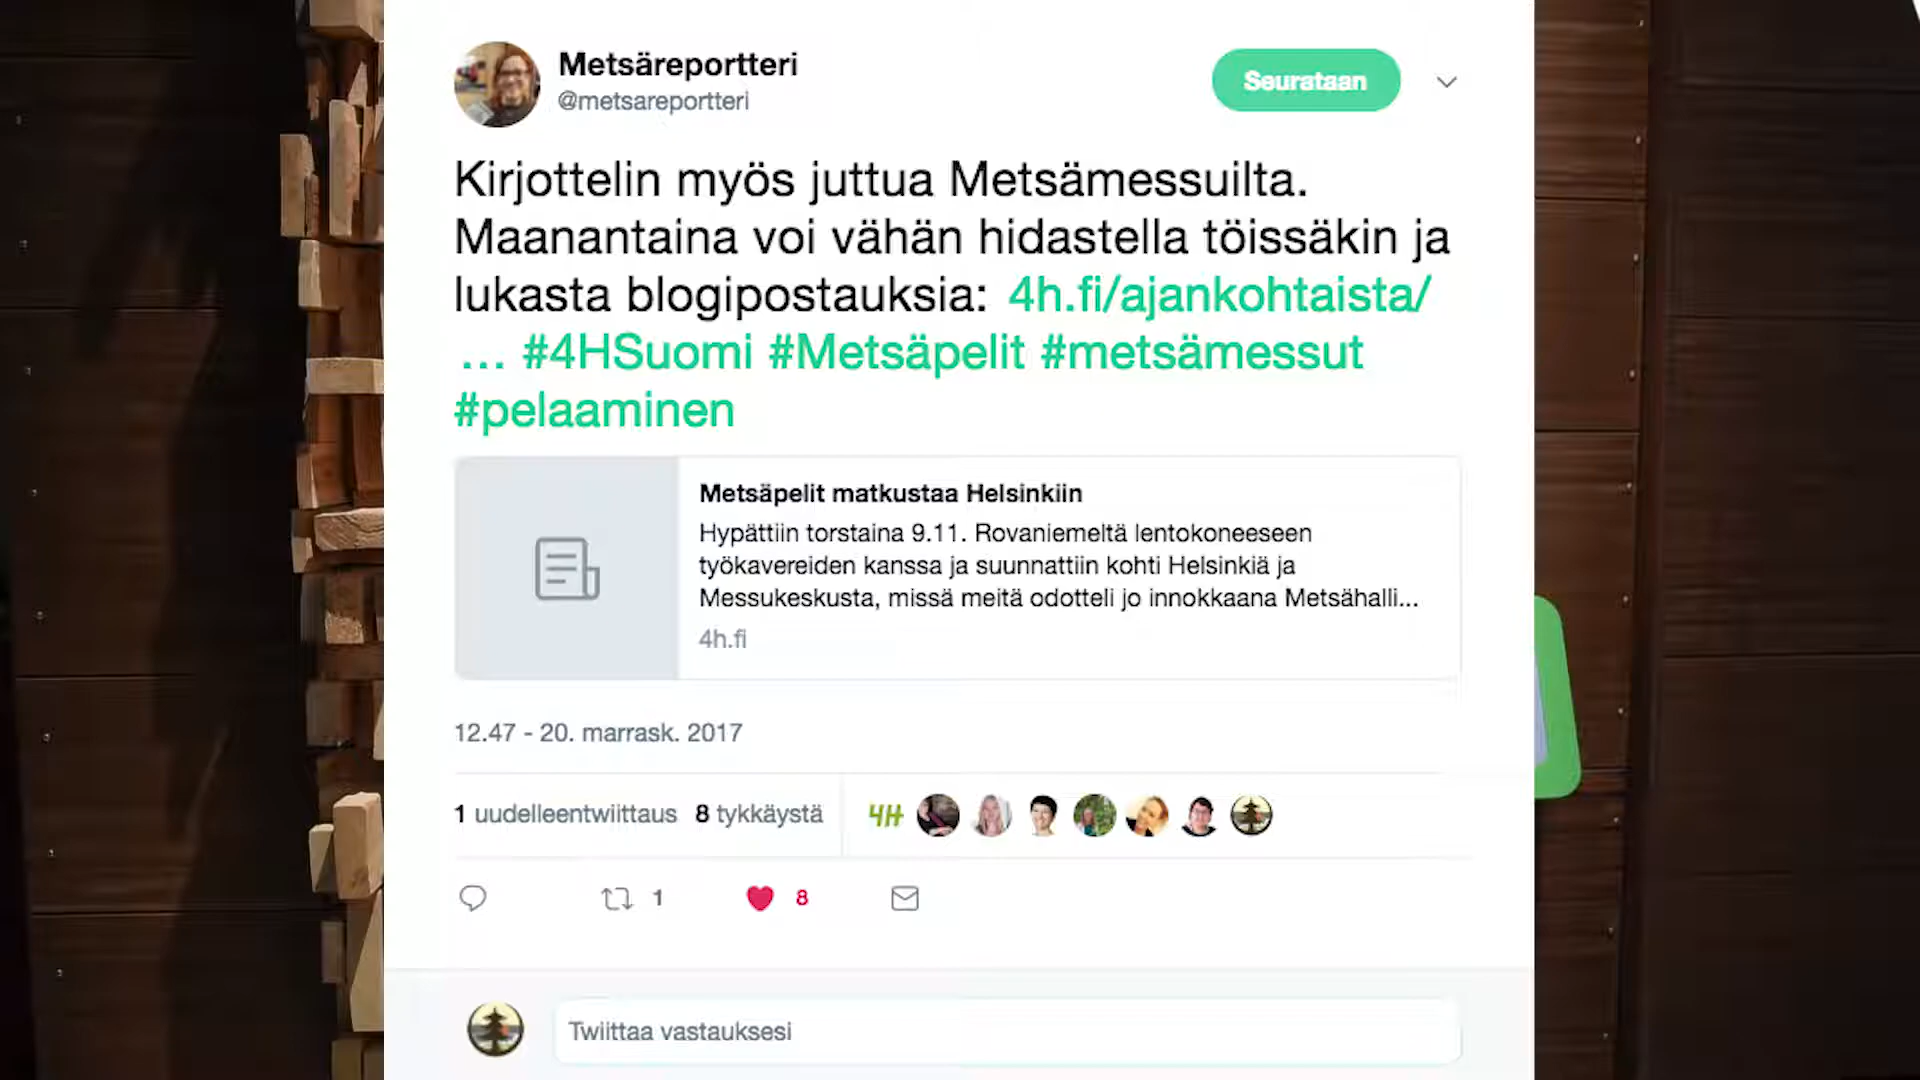 Metsäreportteri
@metsareportteri
Seurataan
Kirjottelin myös juttua Metsämessuilta.
Maanantaina voi vähän hidastella töissäkin ja
lukasta blogipostauksia: 4h.fi/ajankohtaista/
… #4HSuomi #Metsäpelit #metsämessut
#pelaaminen
Metsäpelit matkustaa Helsinkiin
Hypättiin torstaina 9.11. Rovaniemeltä lentokoneeseen
työkavereiden kanssa ja suunnattiin kohti Helsinkiä ja
Messukeskusta, missä meitä odotteli jo innokkaana Metsähalli...
4h.fi
12.47 - 20. marrask. 2017
1 uudelleentwiittaus 8 tykkäystä
4H
1
8
Twiittaa vastauksesi